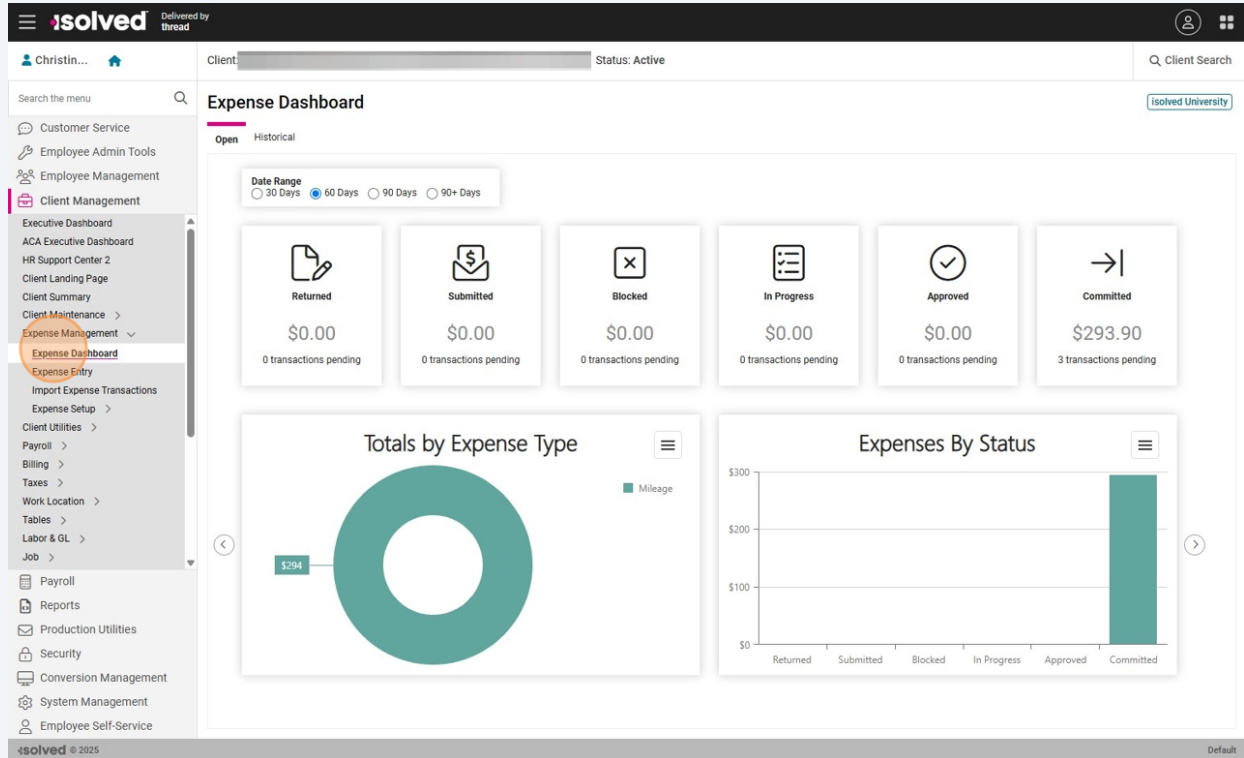 isolved Delivered by thread
Christin...
Client: Status: Active
Client Search
Search the menu
Customer Service
Employee Admin Tools
Employee Management
Client Management
Executive Dashboard
ACA Executive Dashboard
HR Support Center 2
Client Landing Page
Client Summary
Client Maintenance >
Expense Management
Expense Dashboard
Expense Entry
Import Expense Transactions
Expense Setup >
Client Utilities >
Payroll >
Billing >
Taxes >
Work Location >
Tables >
Labor & GL >
Job >
Payroll
Reports
Production Utilities
Security
Conversion Management
System Management
Employee Self-Service
Expense Dashboard
isolved University
Open Historical
Date Range
30 Days 60 Days 90 Days 90+ Days
Returned
$0.00
0 transactions pending
Submitted
$0.00
0 transactions pending
Blocked
$0.00
0 transactions pending
In Progress
$0.00
0 transactions pending
Approved
$0.00
0 transactions pending
Committed
$293.90
3 transactions pending
Totals by Expense Type
Mileage
$294
Expenses By Status
$300
$200
$100
$0
Returned Submitted Blocked In Progress Approved Committed
isolved © 2025
Default